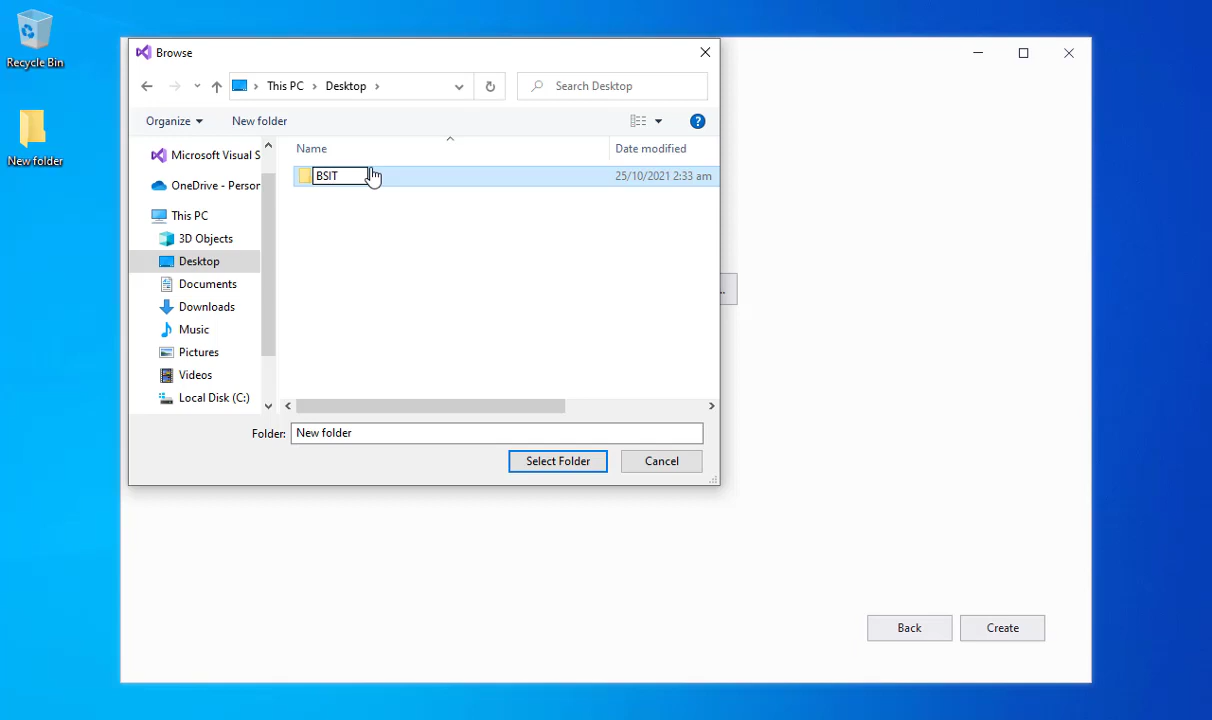 Recycle Bin
New folder
Browse
This PC
Desktop
Search Desktop
Organize
New folder
Name
Date modified
Microsoft Visual S
BSIT
25/10/2021 2:33 am
OneDrive - Person
This PC
3D Objects
Desktop
Documents
Downloads
Music
Pictures
Videos
Local Disk (C:)
Folder:
New folder
Select Folder
Cancel
...
Back
Create